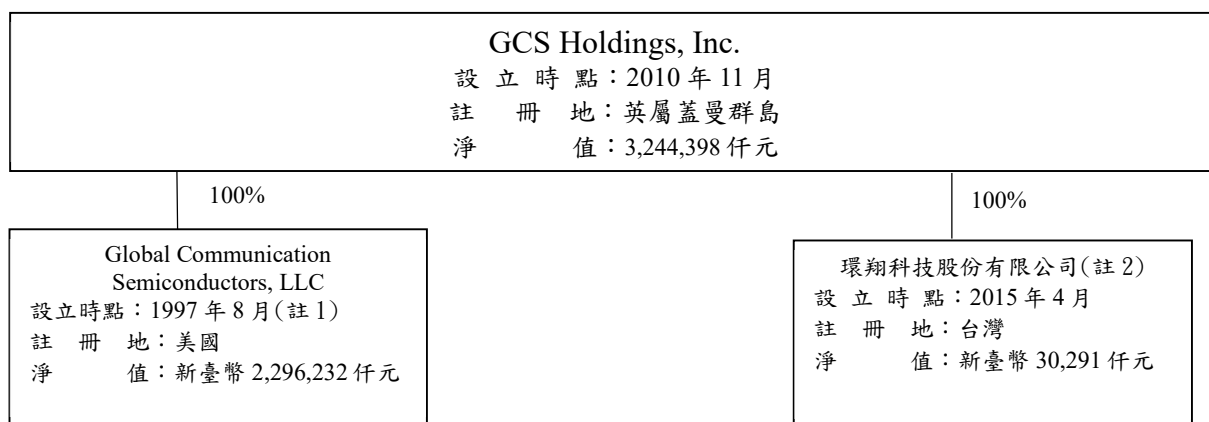 GCS Holdings, Inc.
設立時點：2010 年 11 月
註冊地：英屬蓋曼群島
淨值：3,244,398 仟元
100%
100%
Global Communication
Semiconductors, LLC
設立時點：1997 年 8 月(註 1)
註冊地：美國
淨值：新臺幣 2,296,232 仟元
環翔科技股份有限公司(註 2)
設立時點：2015 年 4 月
註冊地：台灣
淨值：新臺幣 30,291 仟元